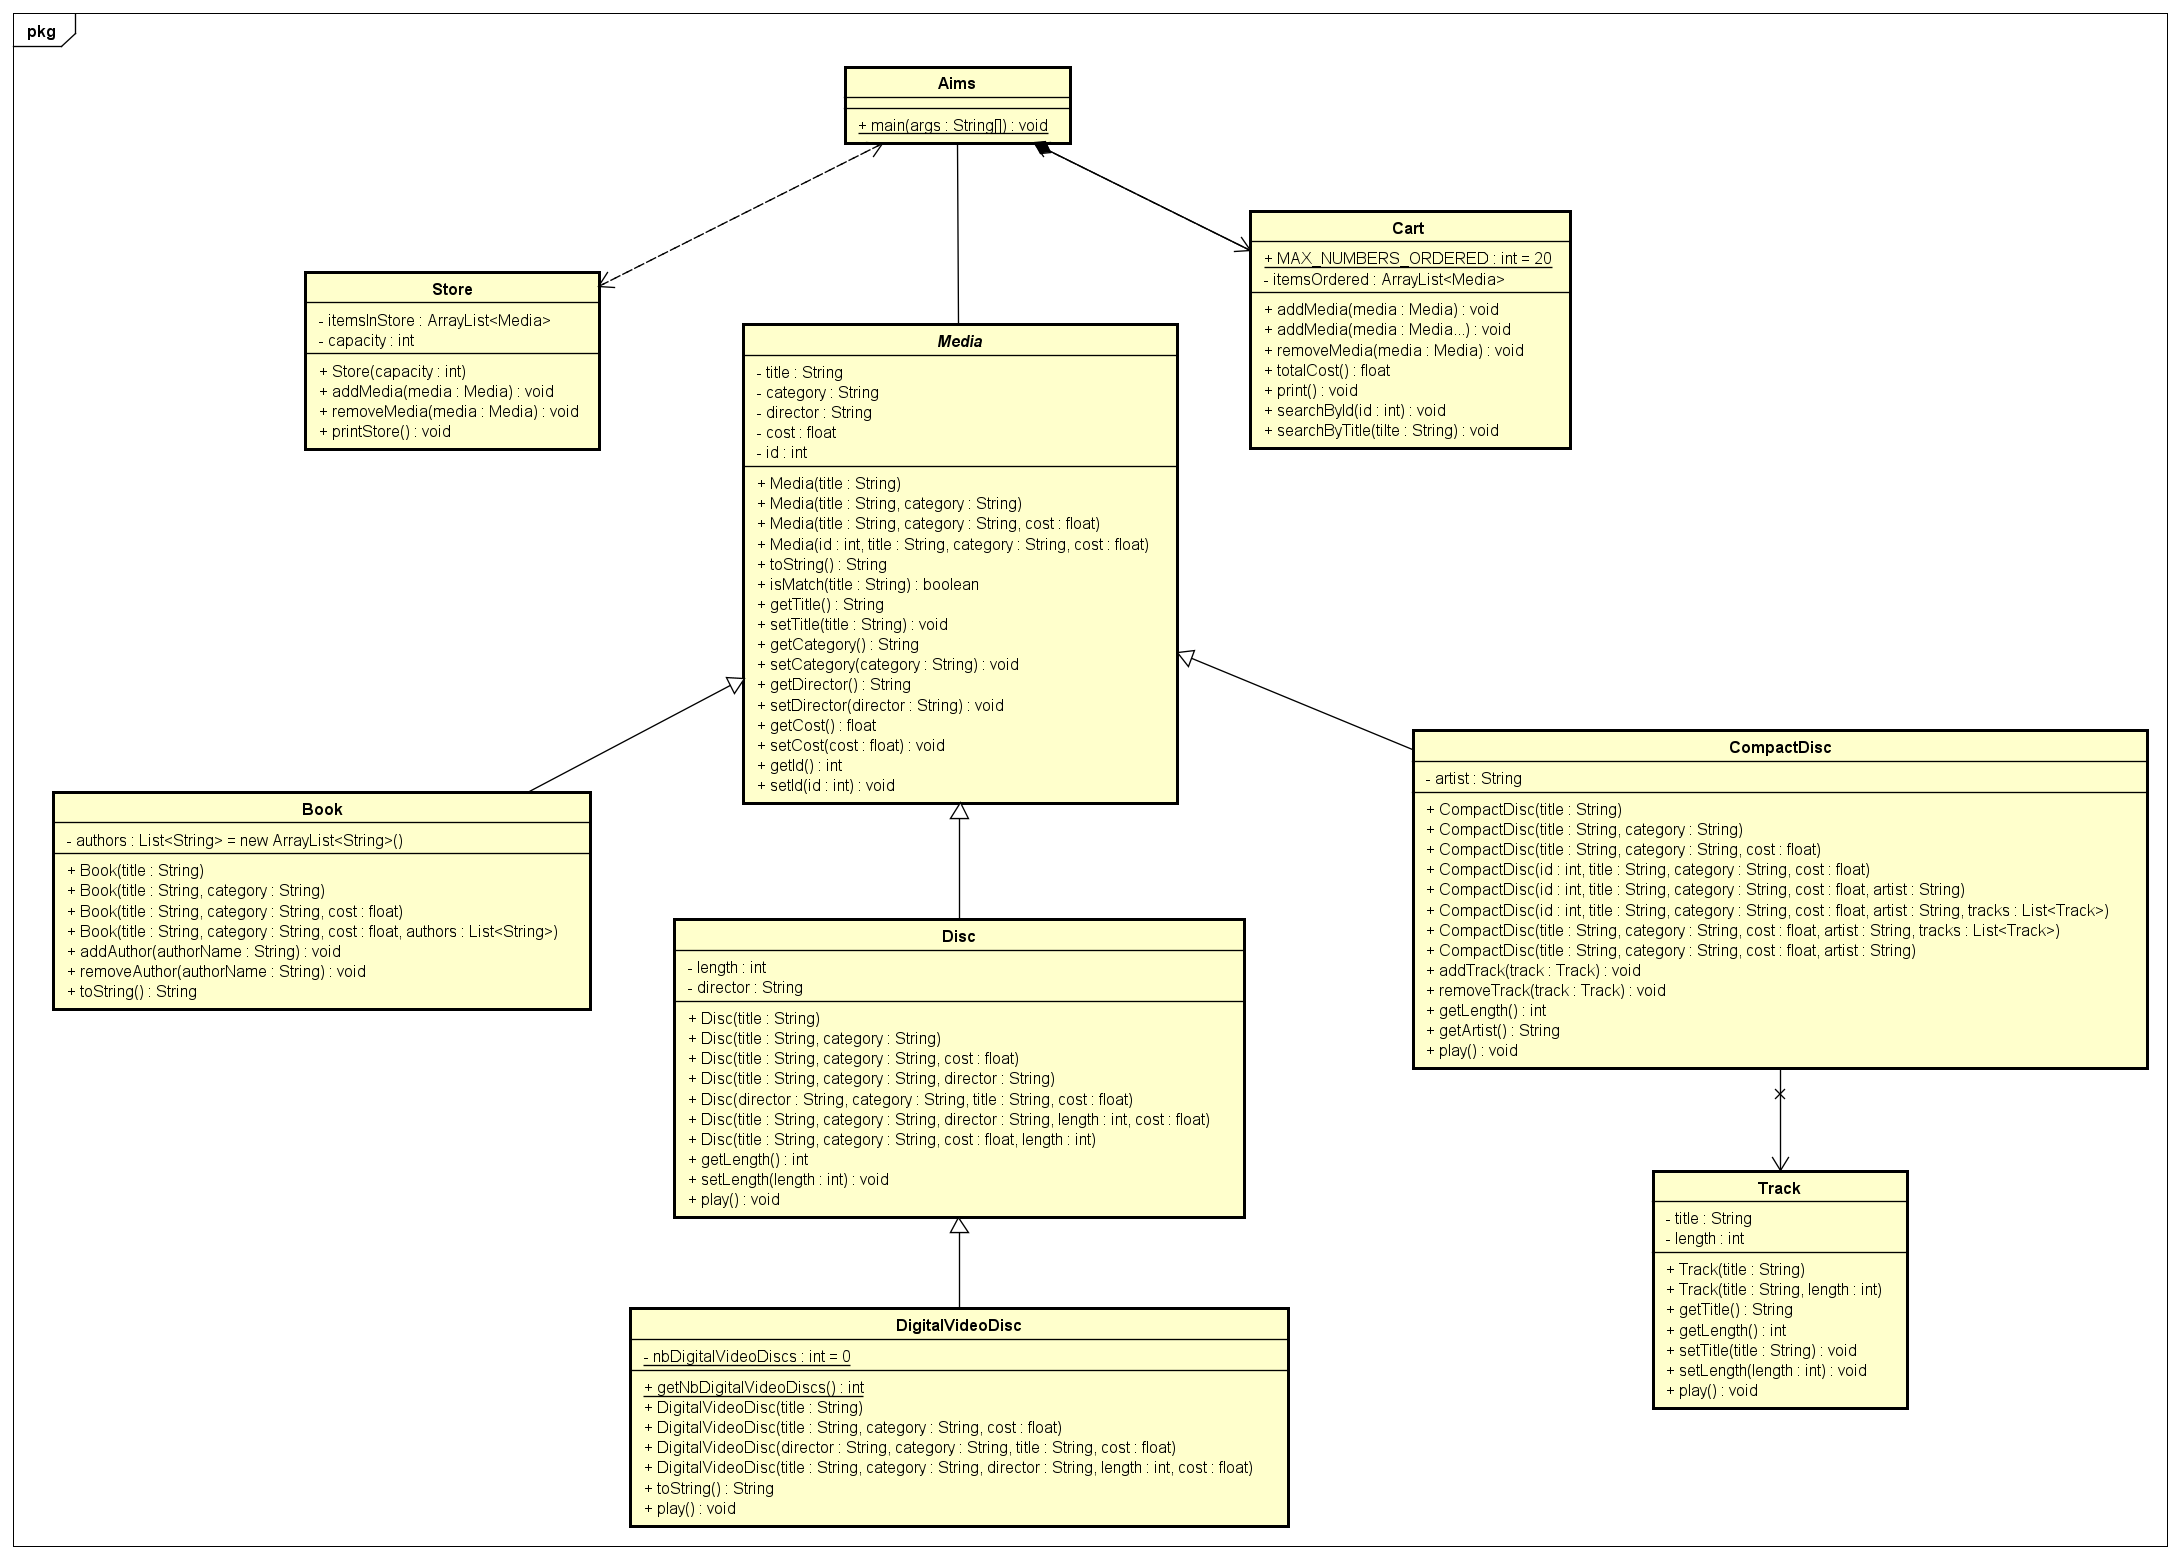 pkg
Aims
+ main(args : String[]) : void
Store
- itemsInStore : ArrayList<Media>
- capacity : int
+ Store(capacity : int)
+ addMedia(media : Media) : void
+ removeMedia(media : Media) : void
+ printStore() : void
Cart
+ MAX_NUMBERS_ORDERED : int = 20
- itemsOrdered : ArrayList<Media>
+ addMedia(media : Media) : void
+ addMedia(media : Media...) : void
+ removeMedia(media : Media) : void
+ totalCost() : float
+ print() : void
+ searchById(id : int) : void
+ searchByTitle(tilte : String) : void
Media
- title : String
- category : String
- director : String
- cost : float
- id : int
+ Media(title : String)
+ Media(title : String, category : String)
+ Media(title : String, category : String, cost : float)
+ Media(id : int, title : String, category : String, cost : float)
+ toString() : String
+ isMatch(title : String) : boolean
+ getTitle() : String
+ setTitle(title : String) : void
+ getCategory() : String
+ setCategory(category : String) : void
+ getDirector() : String
+ setDirector(director : String) : void
+ getCost() : float
+ setCost(cost : float) : void
+ getId() : int
+ setId(id : int) : void
Book
- authors : List<String> = new ArrayList<String>()
+ Book(title : String)
+ Book(title : String, category : String)
+ Book(title : String, category : String, cost : float)
+ Book(title : String, category : String, cost : float, authors : List<String>)
+ addAuthor(authorName : String) : void
+ removeAuthor(authorName : String) : void
+ toString() : String
CompactDisc
- artist : String
+ CompactDisc(title : String)
+ CompactDisc(title : String, category : String)
+ CompactDisc(title : String, category : String, cost : float)
+ CompactDisc(id : int, title : String, category : String, cost : float)
+ CompactDisc(id : int, title : String, category : String, cost : float, artist : String)
+ CompactDisc(id : int, title : String, category : String, cost : float, artist : String, tracks : List<Track>)
+ CompactDisc(title : String, category : String, cost : float, artist : String, tracks : List<Track>)
+ CompactDisc(title : String, category : String, cost : float, artist : String)
+ addTrack(track : Track) : void
+ removeTrack(track : Track) : void
+ getLength() : int
+ getArtist() : String
+ play() : void
Disc
- length : int
- director : String
+ Disc(title : String)
+ Disc(title : String, category : String)
+ Disc(title : String, category : String, cost : float)
+ Disc(title : String, category : String, director : String)
+ Disc(director : String, category : String, title : String, cost : float)
+ Disc(title : String, category : String, director : String, length : int, cost : float)
+ Disc(title : String, category : String, cost : float, length : int)
+ getLength() : int
+ setLength(length : int) : void
+ play() : void
Track
- title : String
- length : int
+ Track(title : String)
+ Track(title : String, length : int)
+ getTitle() : String
+ getLength() : int
+ setTitle(title : String) : void
+ setLength(length : int) : void
+ play() : void
DigitalVideoDisc
- nbDigitalVideoDiscs : int = 0
+ getNbDigitalVideoDiscs() : int
+ DigitalVideoDisc(title : String)
+ DigitalVideoDisc(title : String, category : String, cost : float)
+ DigitalVideoDisc(director : String, category : String, title : String, cost : float)
+ DigitalVideoDisc(title : String, category : String, director : String, length : int, cost : float)
+ toString() : String
+ play() : void